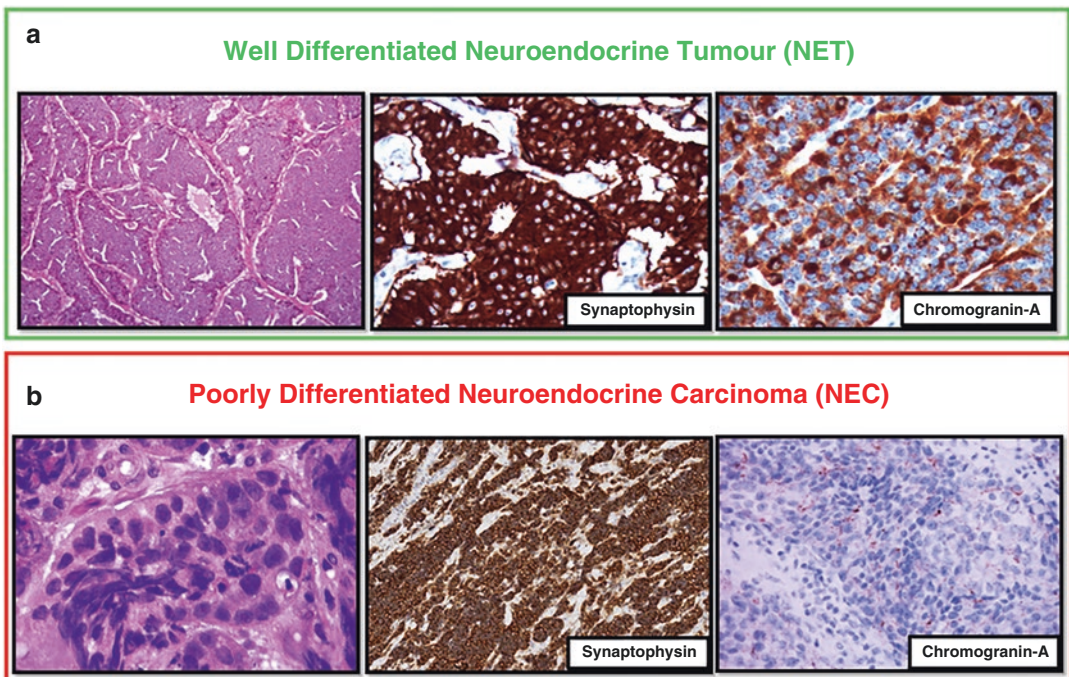 a
Well Differentiated Neuroendocrine Tumour (NET)
Synaptophysin
Chromogranin-A
b
Poorly Differentiated Neuroendocrine Carcinoma (NEC)
Synaptophysin
Chromogranin-A